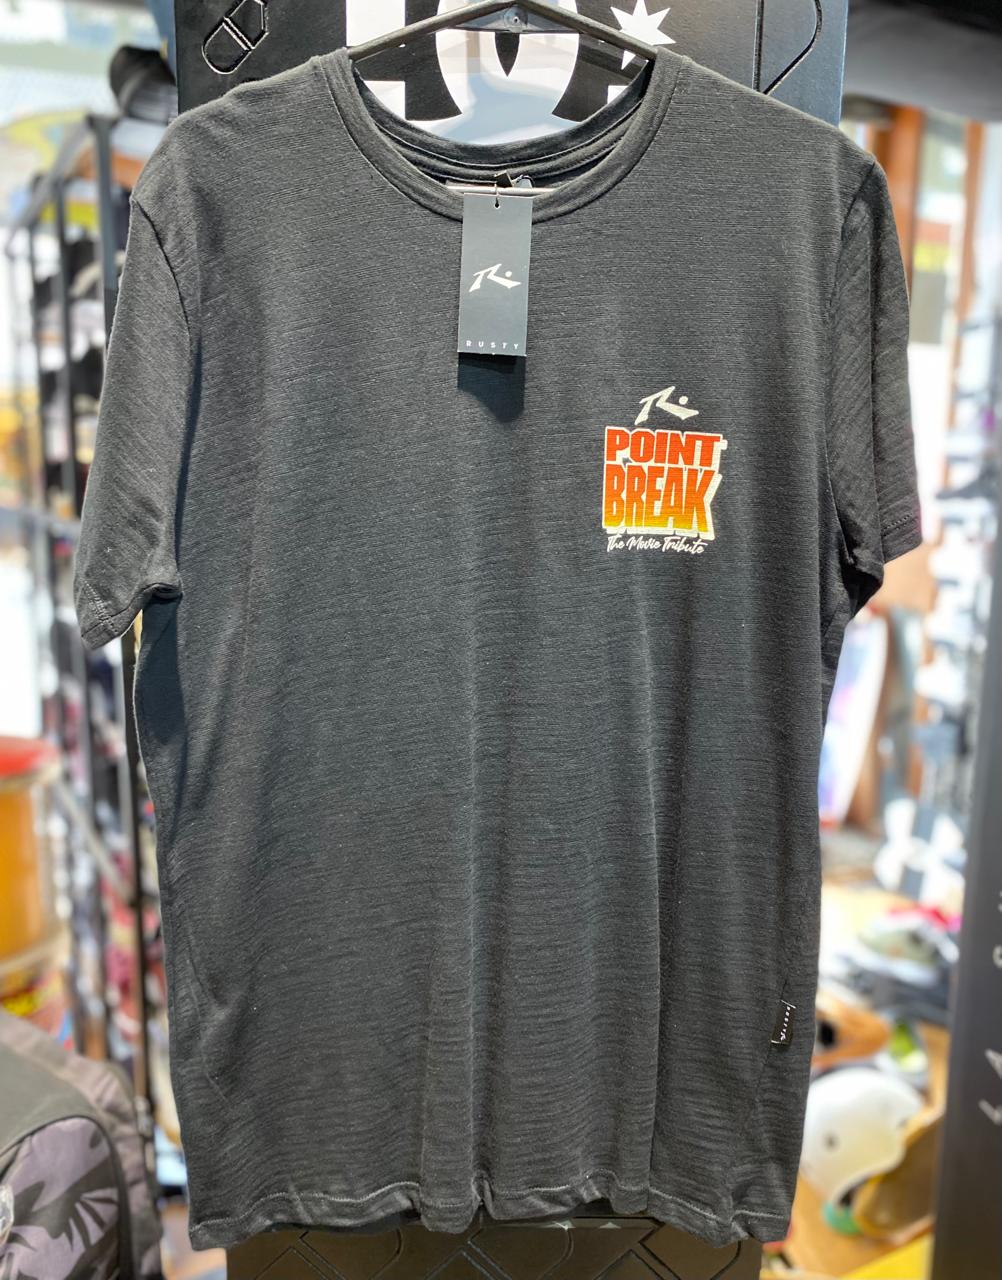 RUSTY
POINT
BREAK
The Movie Tribute